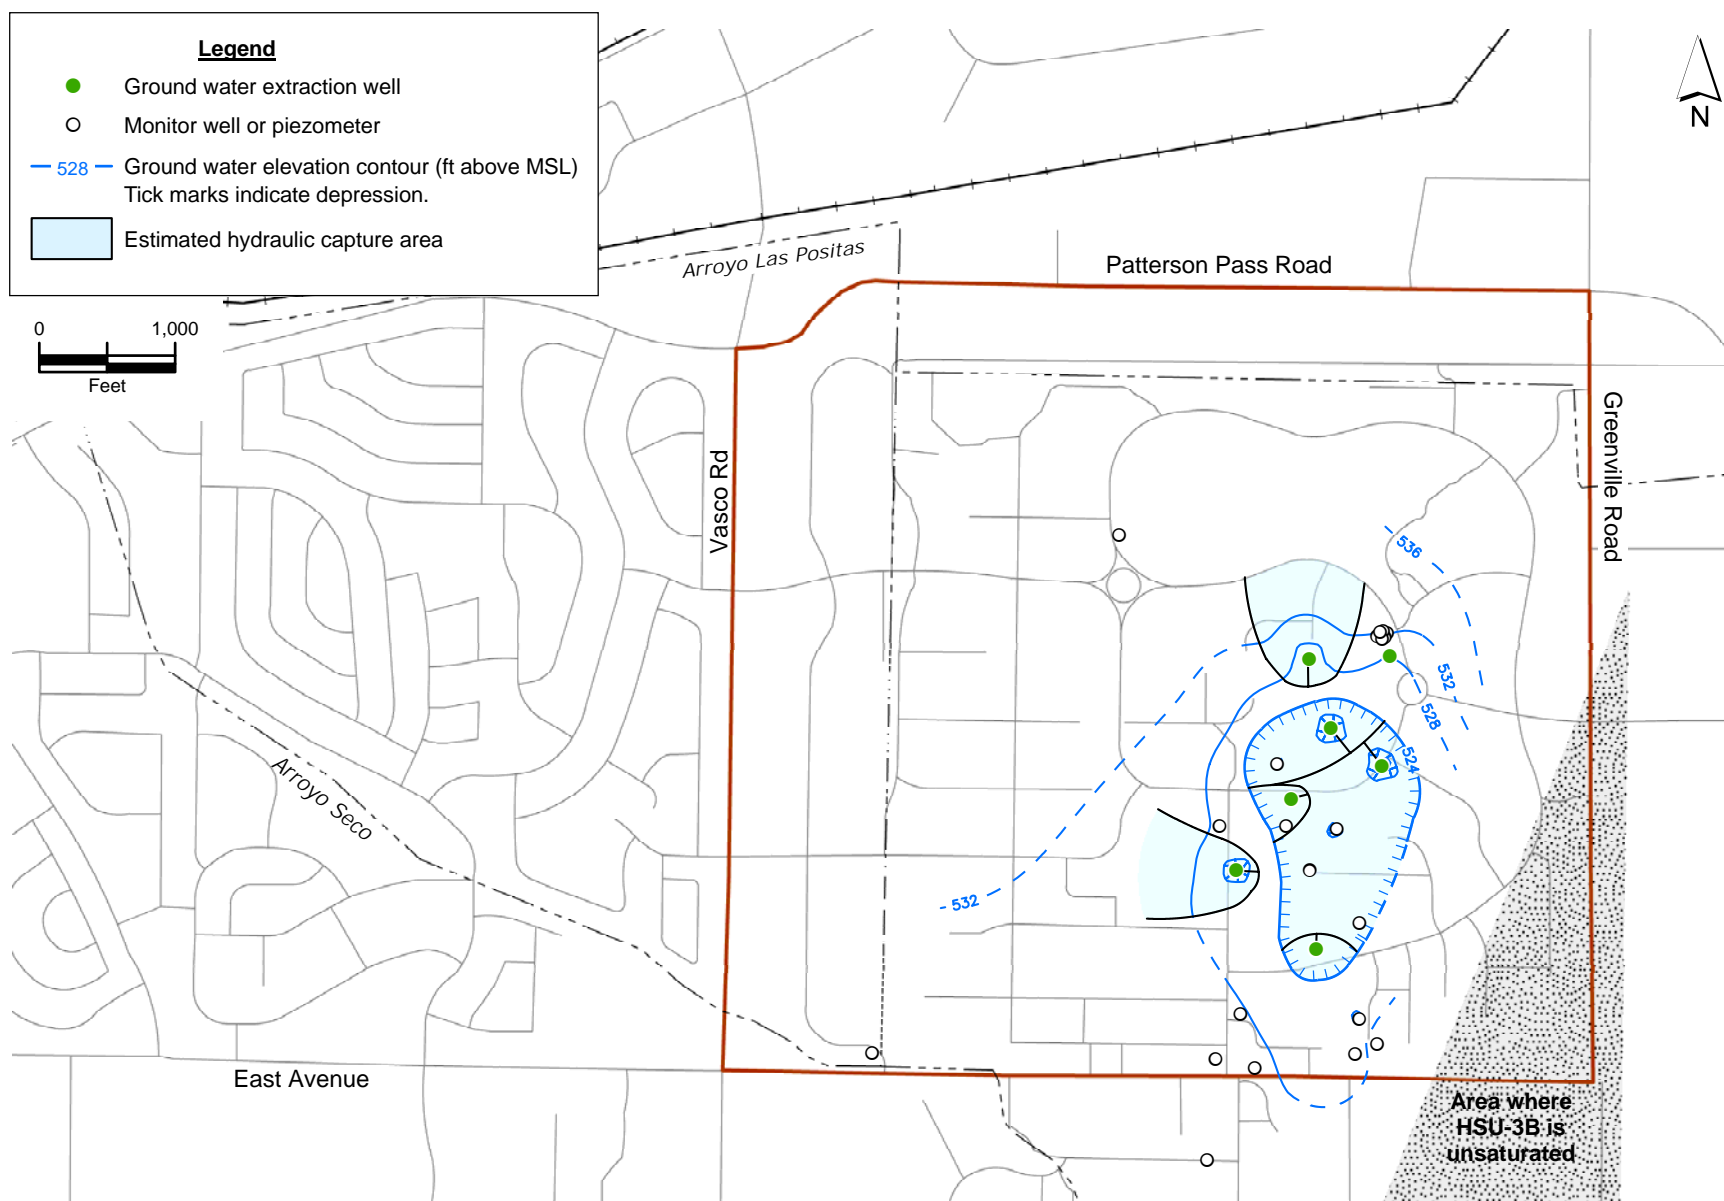 Legend
Ground water extraction well
Monitor well or piezometer
528
Ground water elevation contour (ft above MSL)
Tick marks indicate depression.
Estimated hydraulic capture area
N
0 1,000
Feet
Arroyo Las Positas
Patterson Pass Road
Greenville Road
Vasco Rd
536
532
528
524
532
Arroyo Seco
East Avenue
Area where
HSU-3B is
unsaturated